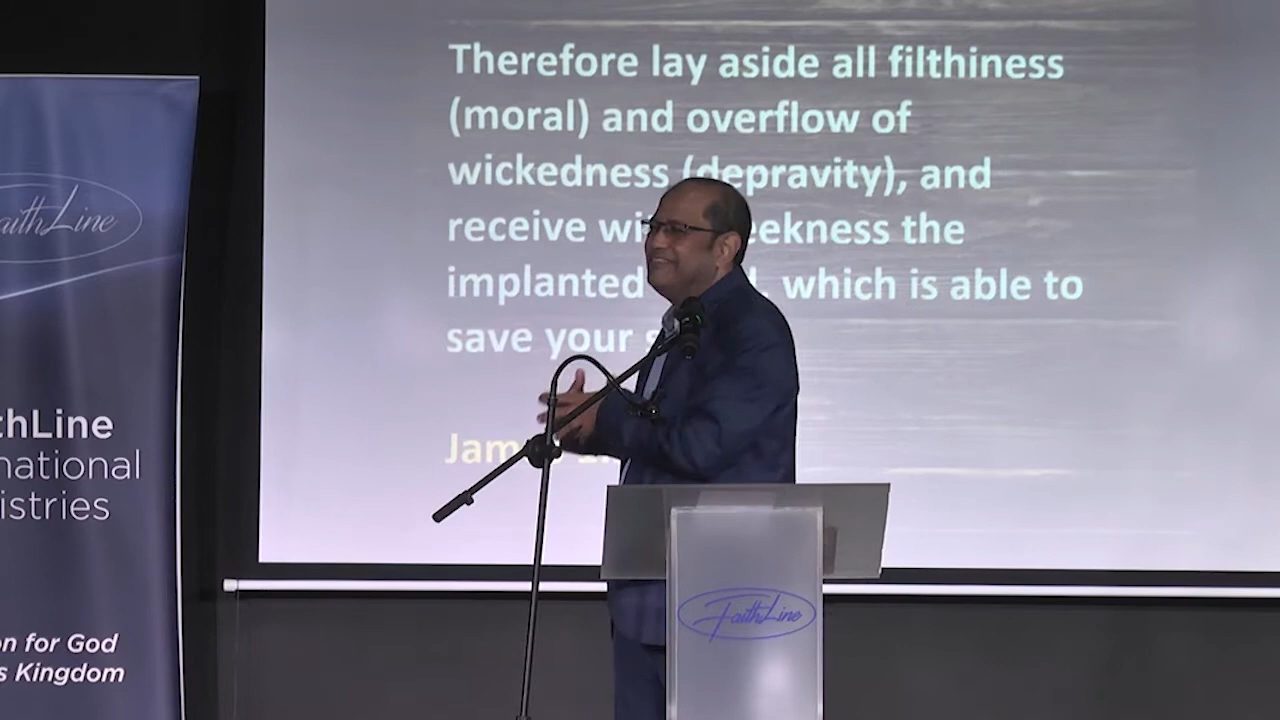 Therefore lay aside all filthiness
(moral) and overflow of
wickedness (depravity), and
receive wi eekness the
implanted , which is able to
save your s
Jam
aithLine
thLine
national
istries
on for God
s Kingdom
FaithLine